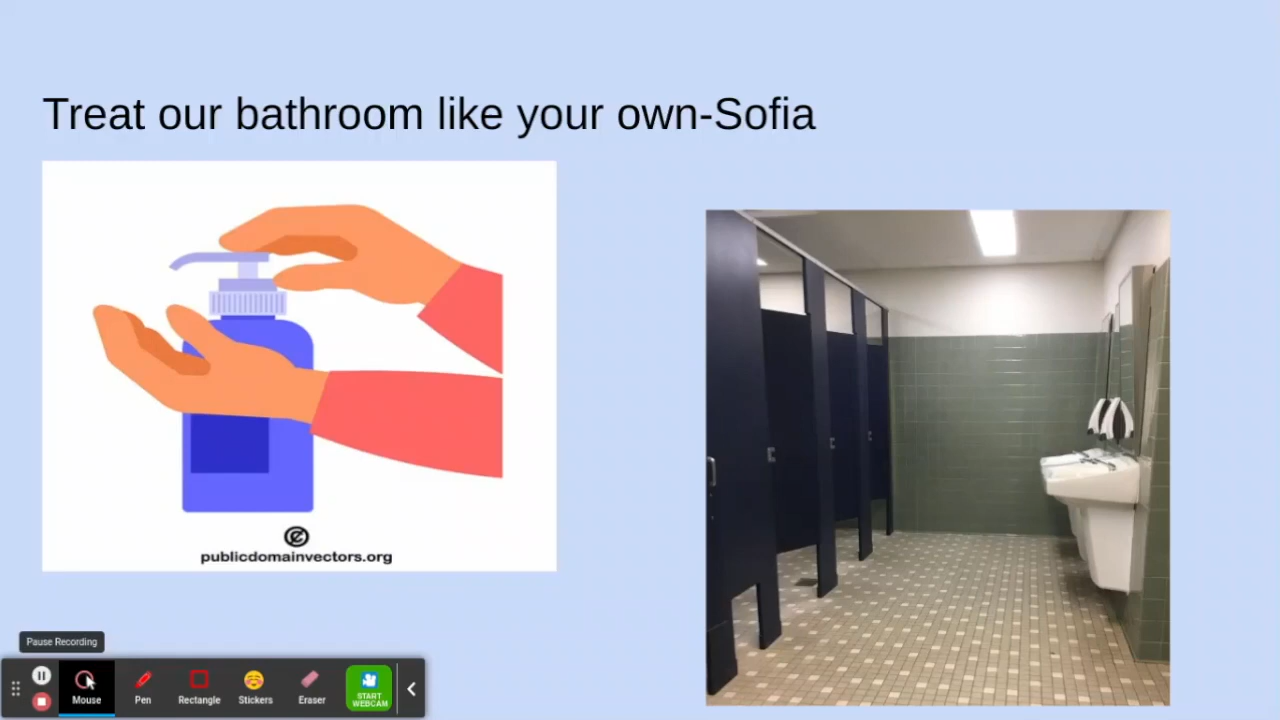 Treat our bathroom like your own-Sofia
publicdomainvectors.org
Pause Recording
Mouse
Pen
Rectangle
Stickers
Eraser
START
WEBCAM